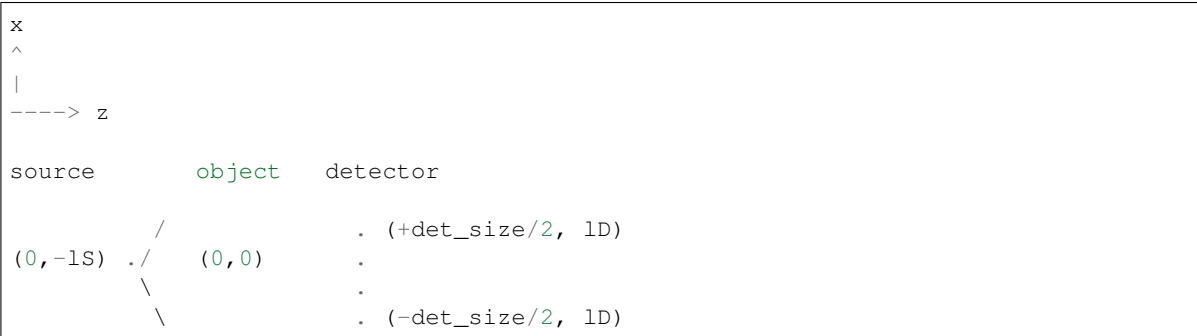 x
^
|
----> z
source object detector
/ . (+det_size/2, lD)
(0,-lS) ./ (0,0) .
\ .
\ . (-det_size/2, lD)